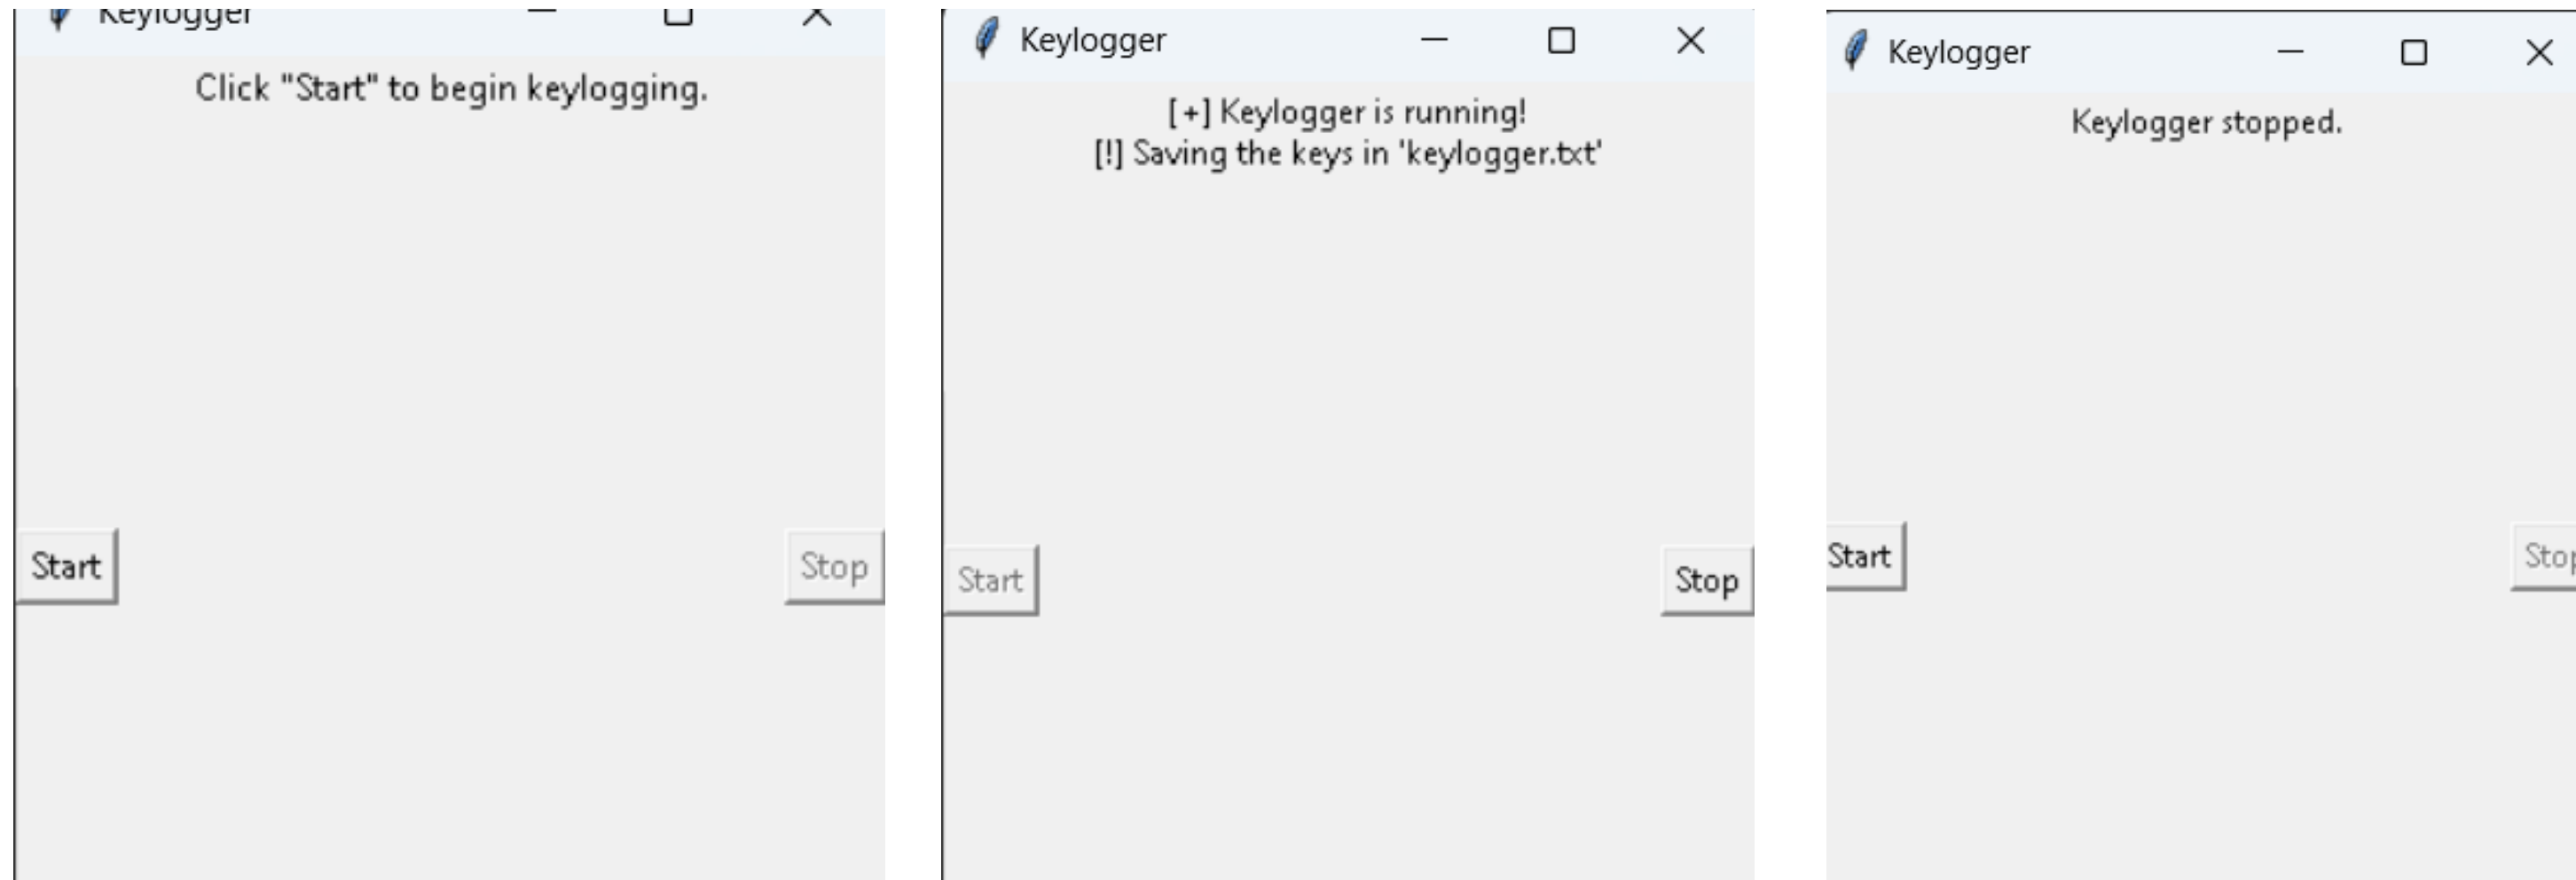 Keylogger
Click "Start" to begin keylogging.
Start
Stop
Keylogger
[+] Keylogger is running!
[!] Saving the keys in 'keylogger.txt'
Start
Stop
Keylogger
Keylogger stopped.
Start
Stop